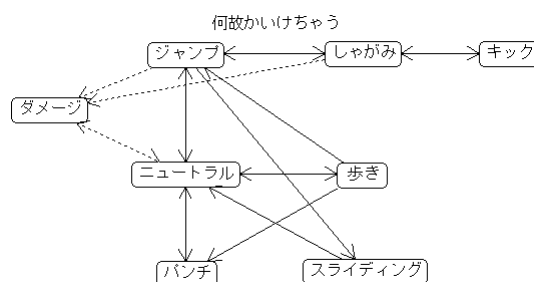 何故かいけちゃう
ジャンプ
しゃがみ
キック
ダメージ
ニュートラル
歩き
パンチ
スライディング